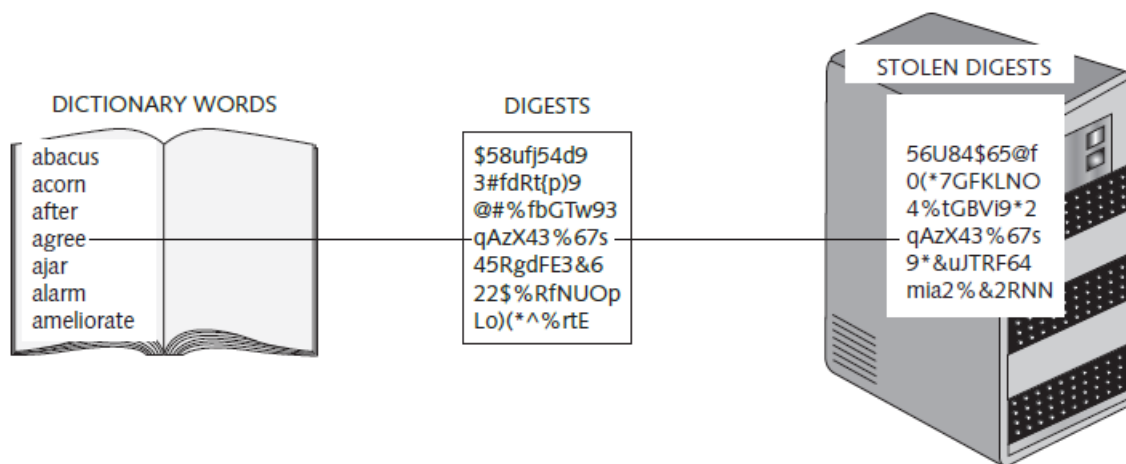 DICTIONARY WORDS
abacus
acorn
after
agree
ajar
alarm
ameliorate
DIGESTS
$58ufj54d9
3#fdRt{p)9
@#%fbGTw93
qAzX43%67s
45RgdFE3&6
22$%RfNUOp
Lo)(*^%rtE
STOLEN DIGESTS
56U84$65@f
0(*7GFKLNO
4%tGBVi9*2
qAzX43%67s
9*&uJTRF64
mia2%&2RNN